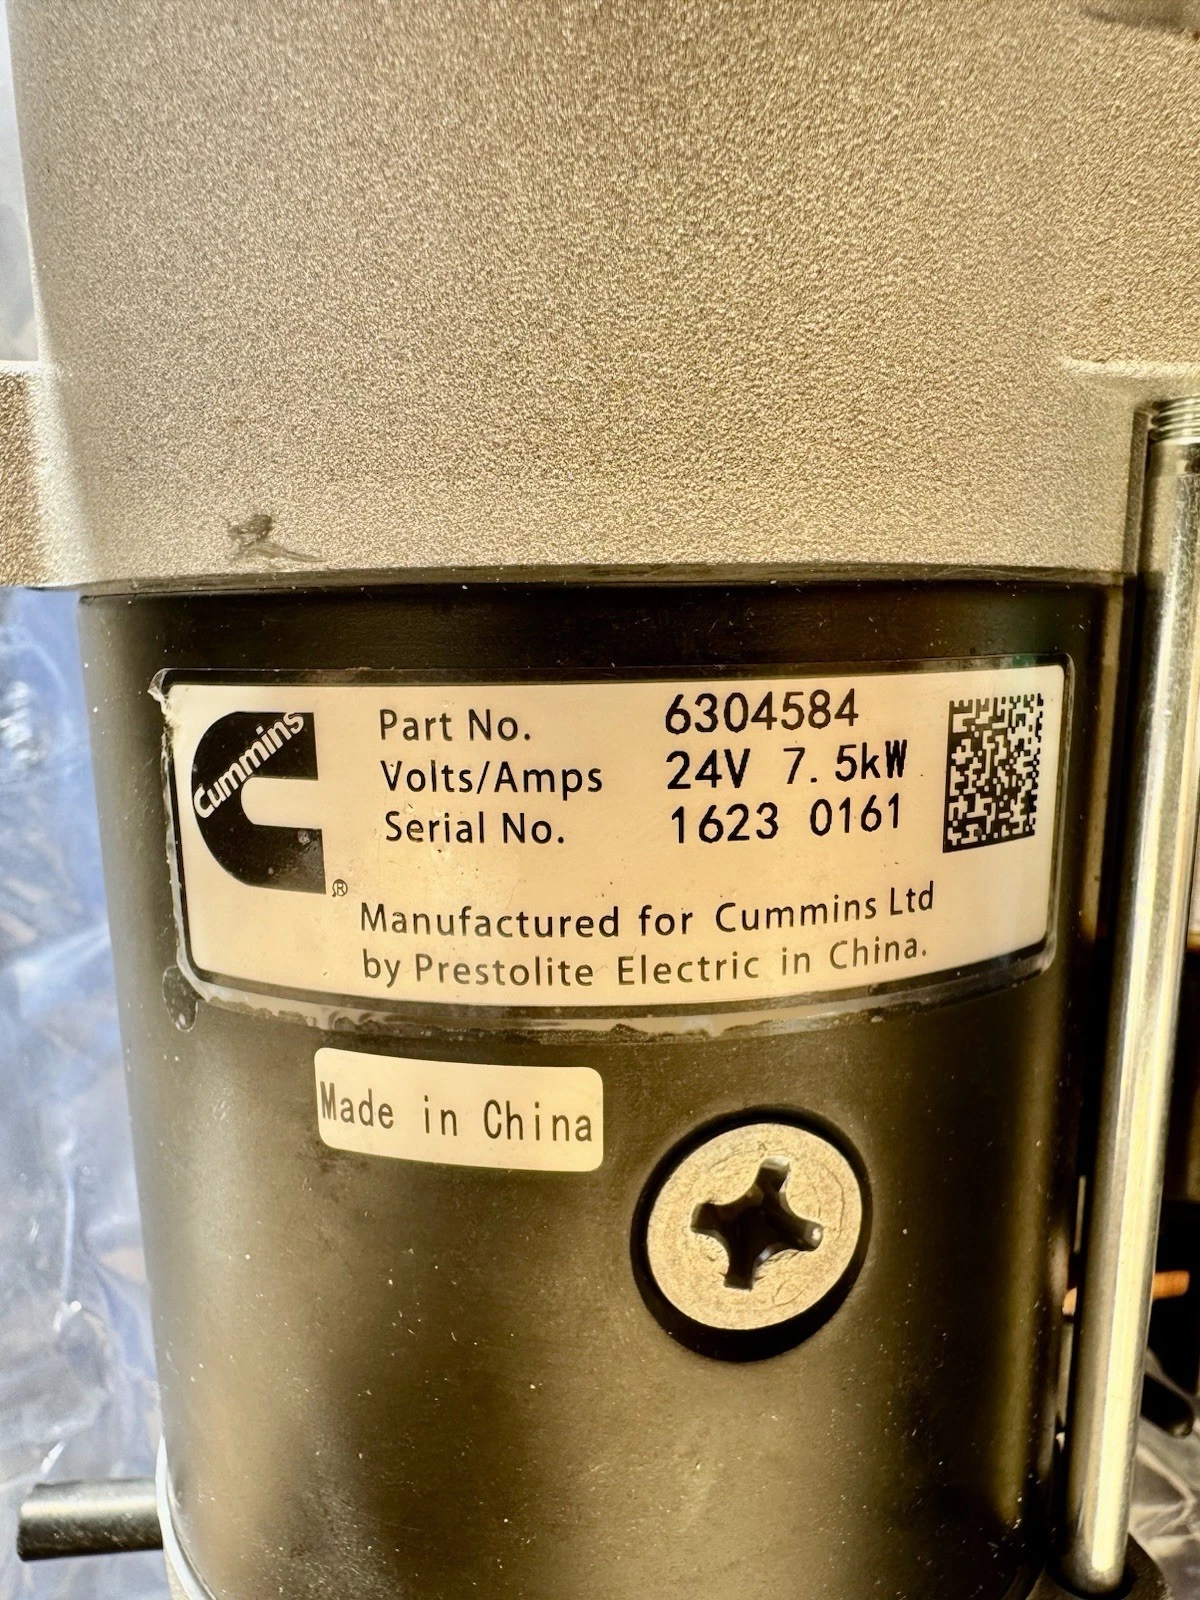 Cummins
Part No. 6304584
Volts/Amps 24V 7.5kW
Serial No. 1623 0161
®
Manufactured for Cummins Ltd
by Prestolite Electric in China.
Made in China